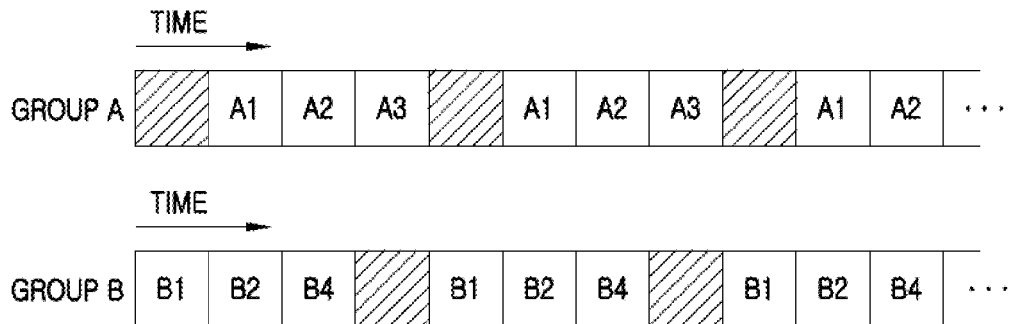 TIME
GROUP A A1 A2 A3 A1 A2 A3 A1 A2 ...
TIME
GROUP B B1 B2 B4 B1 B2 B4 B1 B2 B4 ...